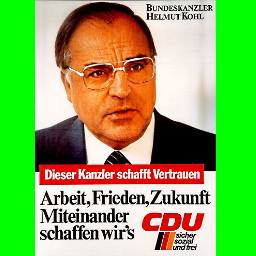 BUNDESKANZLER
HELMUT KOHL
Dieser Kanzler schafft Vertrauen
Arbeit, Frieden, Zukunft
Miteinander
schaffen wir's
CDU
sicher
sozial
und frei